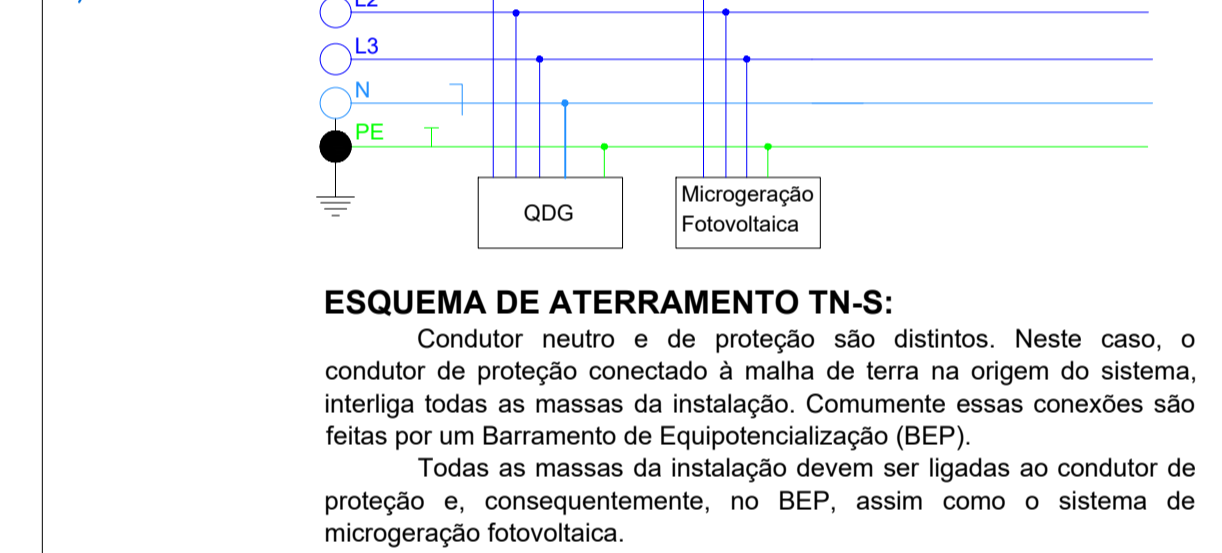 L2
L3
N
PE
QDG
Microgeração
Fotovoltaica
ESQUEMA DE ATERRAMENTO TN-S:
Condutor neutro e de proteção são distintos. Neste caso, o
condutor de proteção conectado à malha de terra na origem do sistema,
interliga todas as massas da instalação. Comumente essas conexões são
feitas por um Barramento de Equipotencialização (BEP).
Todas as massas da instalação devem ser ligadas ao condutor de
proteção e, consequentemente, no BEP, assim como o sistema de
microgeração fotovoltaica.